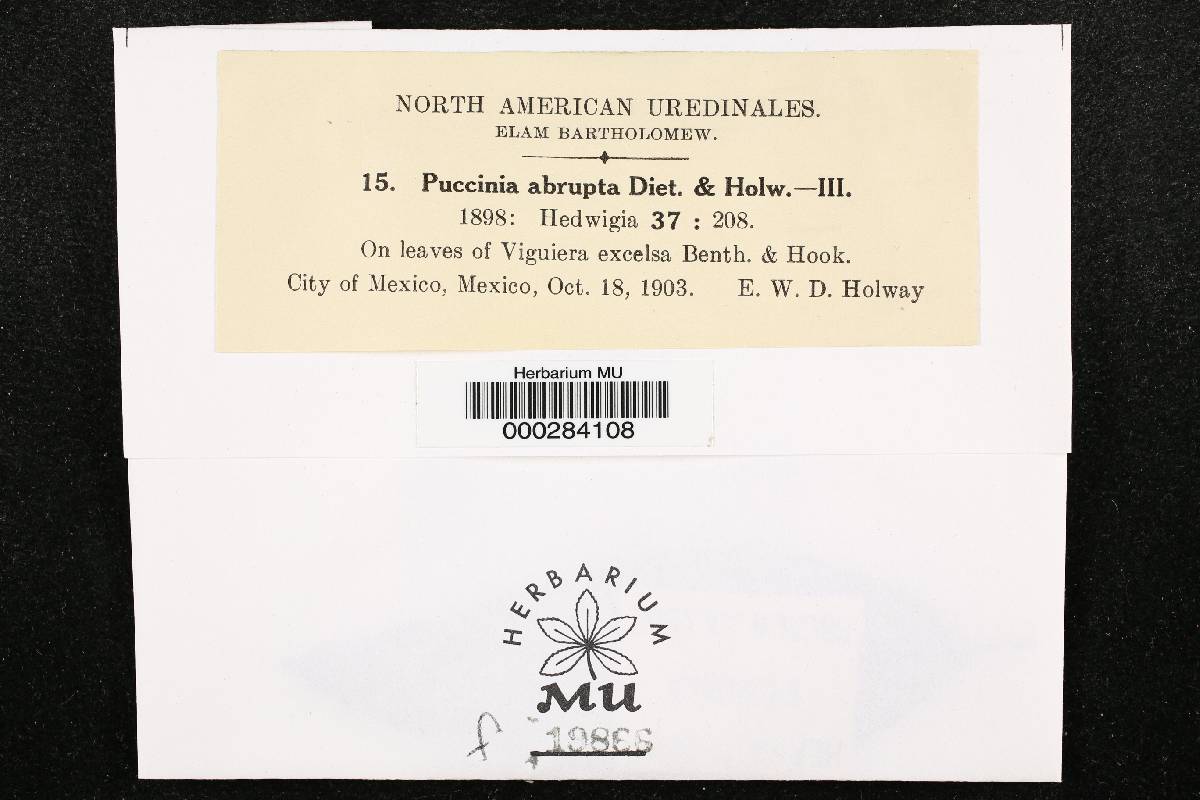 NORTH AMERICAN UREDINALES.
ELAM BARTHOLOMEW.
15. Puccinia abrupta Diet. & Holw.—III.
1898: Hedwigia 37 : 208.
On leaves of Viguiera excelsa Benth. & Hook.
City of Mexico, Mexico, Oct. 18, 1903. E. W. D. Holway
Herbarium MU
000284108
HERBARIUM
MU
f